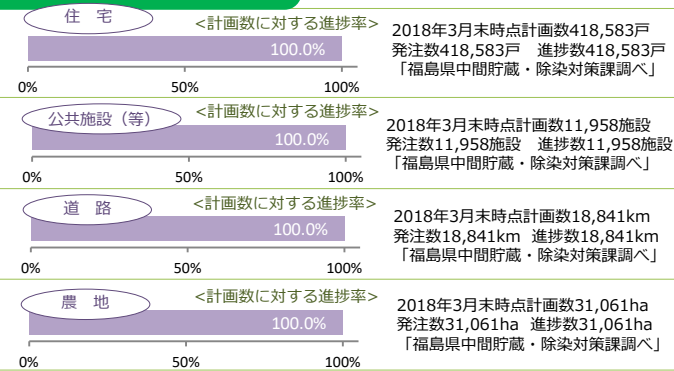 住　宅
<計画数に対する進捗率>
100.0%
0% 50% 100%
2018年3月末時点計画数418,583戸
発注数418,583戸　進捗数418,583戸
「福島県中間貯蔵・除染対策課調べ」
公共施設（等）
<計画数に対する進捗率>
100.0%
0% 50% 100%
2018年3月末時点計画数11,958施設
発注数11,958施設　進捗数11,958施設
「福島県中間貯蔵・除染対策課調べ」
道　路
<計画数に対する進捗率>
100.0%
0% 50% 100%
2018年3月末時点計画数18,841km
発注数18,841km　進捗数18,841km
「福島県中間貯蔵・除染対策課調べ」
農　地
<計画数に対する進捗率>
100.0%
0% 50% 100%
2018年3月末時点計画数31,061ha
発注数31,061ha　進捗数31,061ha
「福島県中間貯蔵・除染対策課調べ」